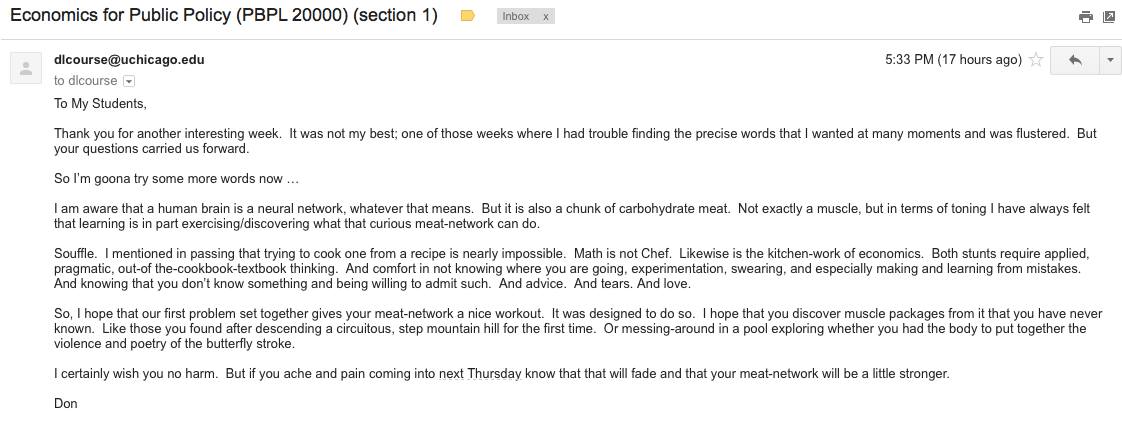 Economics for Public Policy (PBPL 20000) (section 1)
Inbox x
dlcourse@uchicago.edu
5:33 PM (17 hours ago)
to dlcourse
To My Students,
Thank you for another interesting week.  It was not my best; one of those weeks where I had trouble finding the precise words that I wanted at many moments and was flustered.  But
your questions carried us forward.
So I'm goona try some more words now …
I am aware that a human brain is a neural network, whatever that means.  But it is also a chunk of carbohydrate meat.  Not exactly a muscle, but in terms of toning I have always felt
that learning is in part exercising/discovering what that curious meat-network can do.
Souffle.  I mentioned in passing that trying to cook one from a recipe is nearly impossible.  Math is not Chef.  Likewise is the kitchen-work of economics.  Both stunts require applied,
pragmatic, out-of the-cookbook-textbook thinking.  And comfort in not knowing where you are going, experimentation, swearing, and especially making and learning from mistakes.
And knowing that you don't know something and being willing to admit such.  And advice.  And tears. And love.
So, I hope that our first problem set together gives your meat-network a nice workout.  It was designed to do so.  I hope that you discover muscle packages from it that you have never
known.  Like those you found after descending a circuitous, step mountain hill for the first time.  Or messing-around in a pool exploring whether you had the body to put together the
violence and poetry of the butterfly stroke.
I certainly wish you no harm.  But if you ache and pain coming into next Thursday know that that will fade and that your meat-network will be a little stronger.
Don